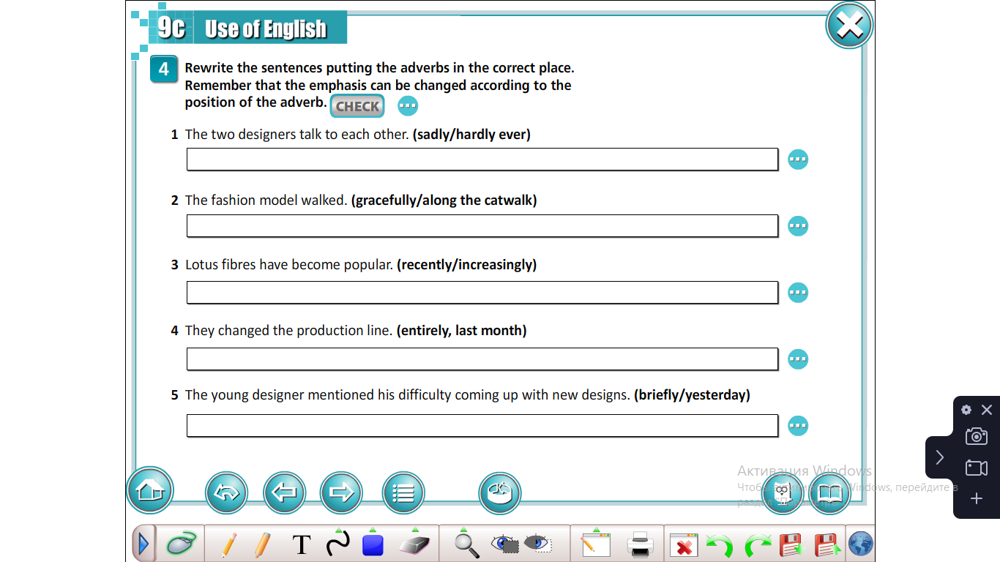 9c Use of English
4 Rewrite the sentences putting the adverbs in the correct place.
Remember that the emphasis can be changed according to the
position of the adverb. CHECK
1 The two designers talk to each other. (sadly/hardly ever)
2 The fashion model walked. (gracefully/along the catwalk)
3 Lotus fibres have become popular. (recently/increasingly)
4 They changed the production line. (entirely, last month)
5 The young designer mentioned his difficulty coming up with new designs. (briefly/yesterday)
Активация Windows
Чтобы активировать Windows, перейдите в
раздел "Параметры".
T